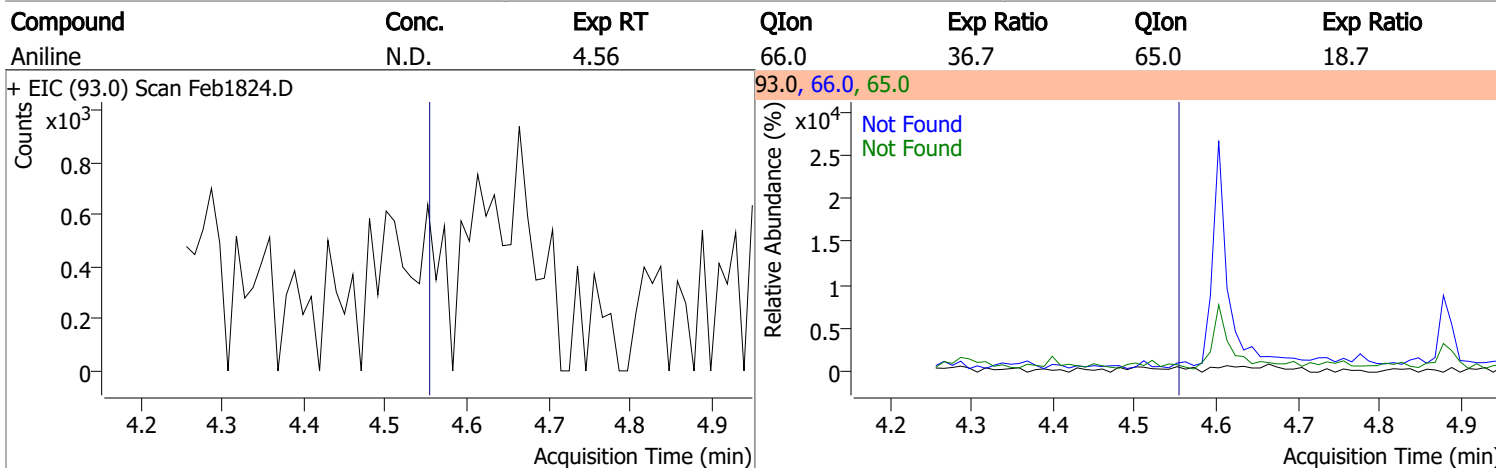 Compound Conc. Exp RT QIon Exp Ratio QIon Exp Ratio
Aniline N.D. 4.56 66.0 36.7 65.0 18.7
+ EIC (93.0) Scan Feb1824.D
Counts
x10³
0.8
0.6
0.4
0.2
0
4.2 4.3 4.4 4.5 4.6 4.7 4.8 4.9
Acquisition Time (min)
93.0, 66.0, 65.0
Relative Abundance (%)
x10⁴
Not Found
Not Found
2.5
2
1.5
1
0.5
0
4.2 4.3 4.4 4.5 4.6 4.7 4.8 4.9
Acquisition Time (min)